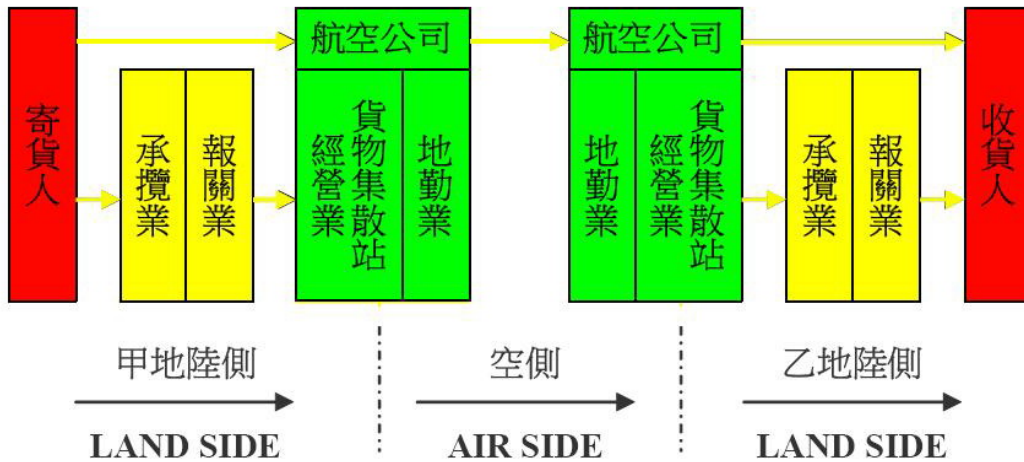 寄貨人
承攬業
報關業
航空公司
貨物集散站
經營業
地勤業
航空公司
地勤業
貨物集散站
經營業
承攬業
報關業
收貨人
甲地陸側
空側
乙地陸側
LAND SIDE
AIR SIDE
LAND SIDE